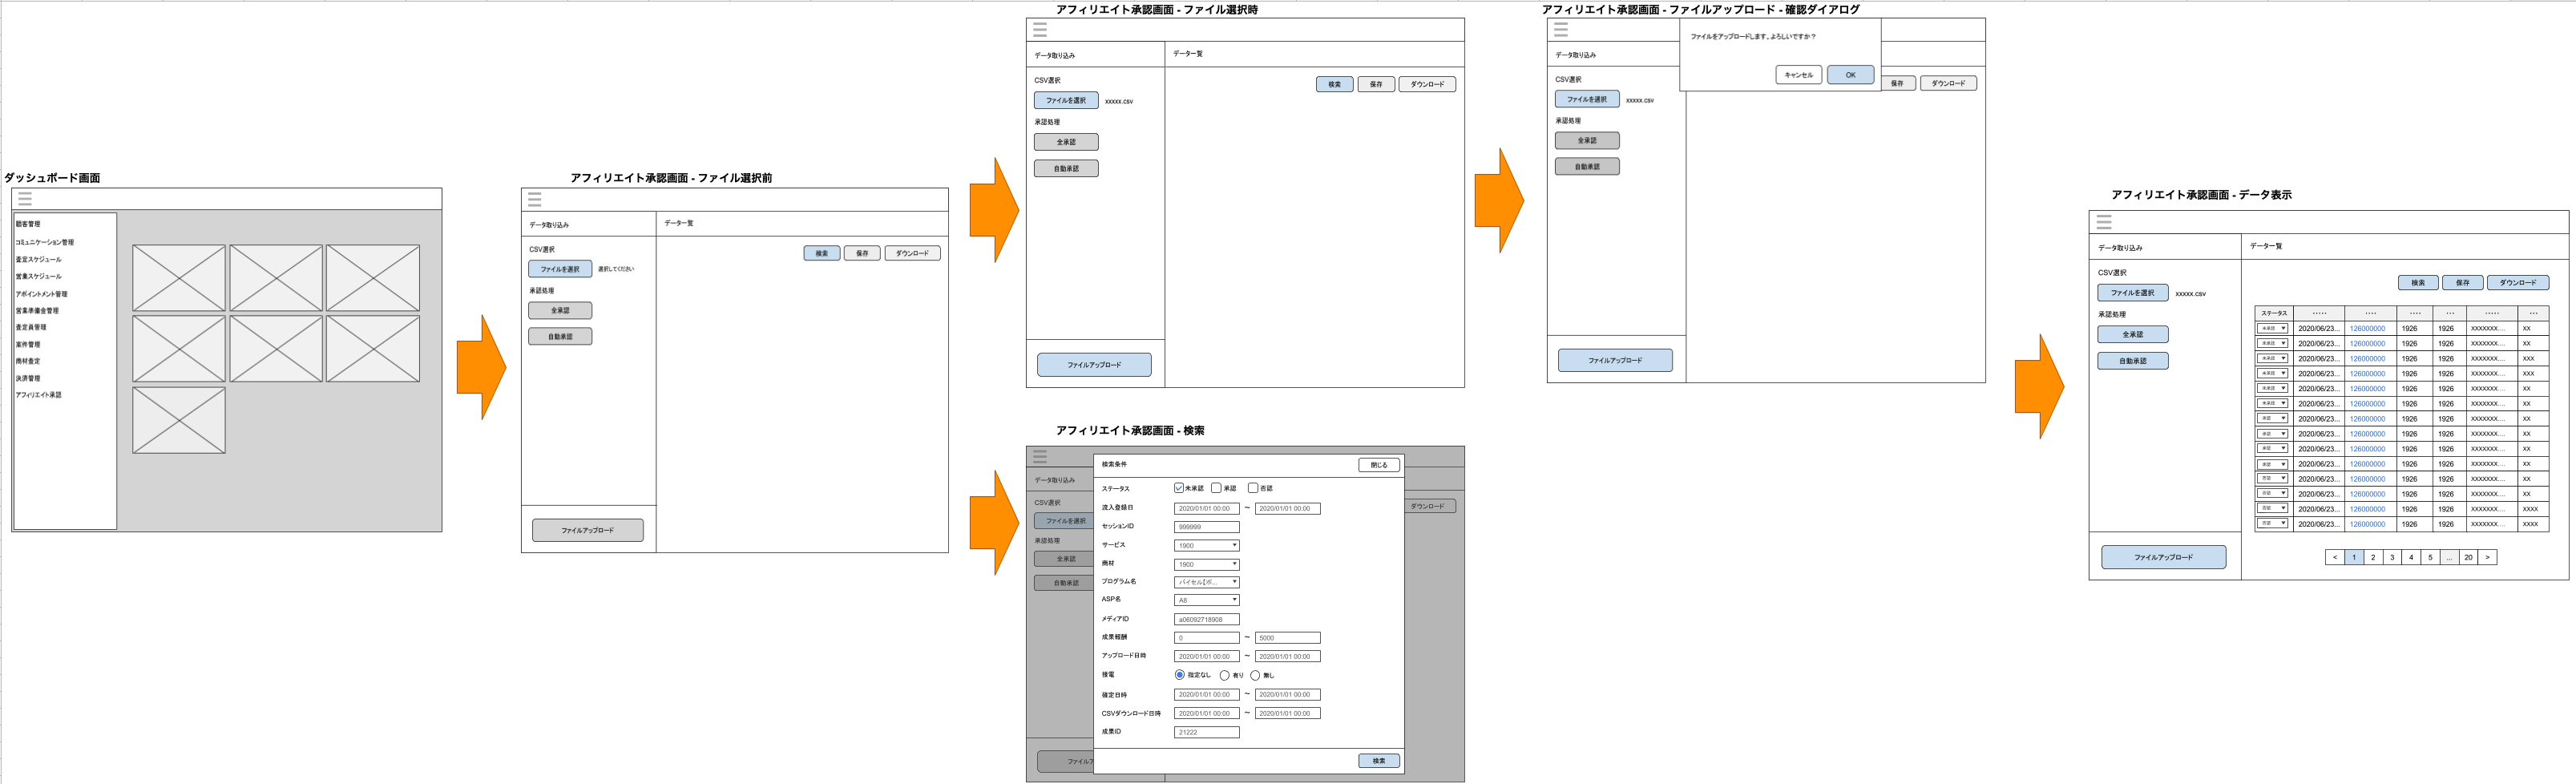 ダッシュボード画面
顧客管理
コミュニケーション管理
査定スケジュール
営業スケジュール
アポイントメント管理
営業準備金管理
査定員管理
案件管理
商材査定
決済管理
アフィリエイト承認
アフィリエイト承認画面 - ファイル選択前
データ取り込み
データ一覧
CSV選択
ファイルを選択 選択してください
検索 保存 ダウンロード
承認処理
全承認
自動承認
ファイルアップロード
アフィリエイト承認画面 - ファイル選択時
データ取り込み
データ一覧
CSV選択
検索 保存 ダウンロード
ファイルを選択 xxxxx.csv
承認処理
全承認
自動承認
ファイルアップロード
アフィリエイト承認画面 - 検索
データ取り込み
CSV選択
ファイルを選択
承認処理
全承認
自動承認
ファイルア
ダウンロード
検索条件 閉じる
ステータス 未承認 承認 否認
流入登録日 2020/01/01 00:00 ~ 2020/01/01 00:00
セッションID 999999
サービス 1900
商材 1900
プログラム名 バイセル【ボ...
ASP名 A8
メディアID a06092718908
成果報酬 0 ~ 5000
アップロード日時 2020/01/01 00:00 ~ 2020/01/01 00:00
接電 指定なし 有り 無し
確定日時 2020/01/01 00:00 ~ 2020/01/01 00:00
CSVダウンロード日時 2020/01/01 00:00 ~ 2020/01/01 00:00
成果ID 21222
検索
アフィリエイト承認画面 - ファイルアップロード - 確認ダイアログ
ファイルをアップロードします。よろしいですか？
キャンセル OK
データ取り込み
CSV選択
保存 ダウンロード
ファイルを選択 xxxxx.csv
承認処理
全承認
自動承認
ファイルアップロード
アフィリエイト承認画面 - データ表示
データ取り込み
データ一覧
CSV選択
検索 保存 ダウンロード
ファイルを選択 xxxxx.csv
承認処理
全承認
自動承認
ファイルアップロード
ステータス ..... .... .... ... ..... ...
未承認 2020/06/23... 126000000 1926 1926 xxxxxxx.... xx
未承認 2020/06/23... 126000000 1926 1926 xxxxxxx.... xx
未承認 2020/06/23... 126000000 1926 1926 xxxxxxx.... xxx
未承認 2020/06/23... 126000000 1926 1926 xxxxxxx.... xxx
未承認 2020/06/23... 126000000 1926 1926 xxxxxxx.... xx
未承認 2020/06/23... 126000000 1926 1926 xxxxxxx.... xx
承認 2020/06/23... 126000000 1926 1926 xxxxxxx.... xx
承認 2020/06/23... 126000000 1926 1926 xxxxxxx.... xx
承認 2020/06/23... 126000000 1926 1926 xxxxxxx.... xx
承認 2020/06/23... 126000000 1926 1926 xxxxxxx.... xx
否認 2020/06/23... 126000000 1926 1926 xxxxxxx.... xx
否認 2020/06/23... 126000000 1926 1926 xxxxxxx.... xx
否認 2020/06/23... 126000000 1926 1926 xxxxxxx.... xxxx
否認 2020/06/23... 126000000 1926 1926 xxxxxxx.... xxxx
< 1 2 3 4 5 ... 20 >